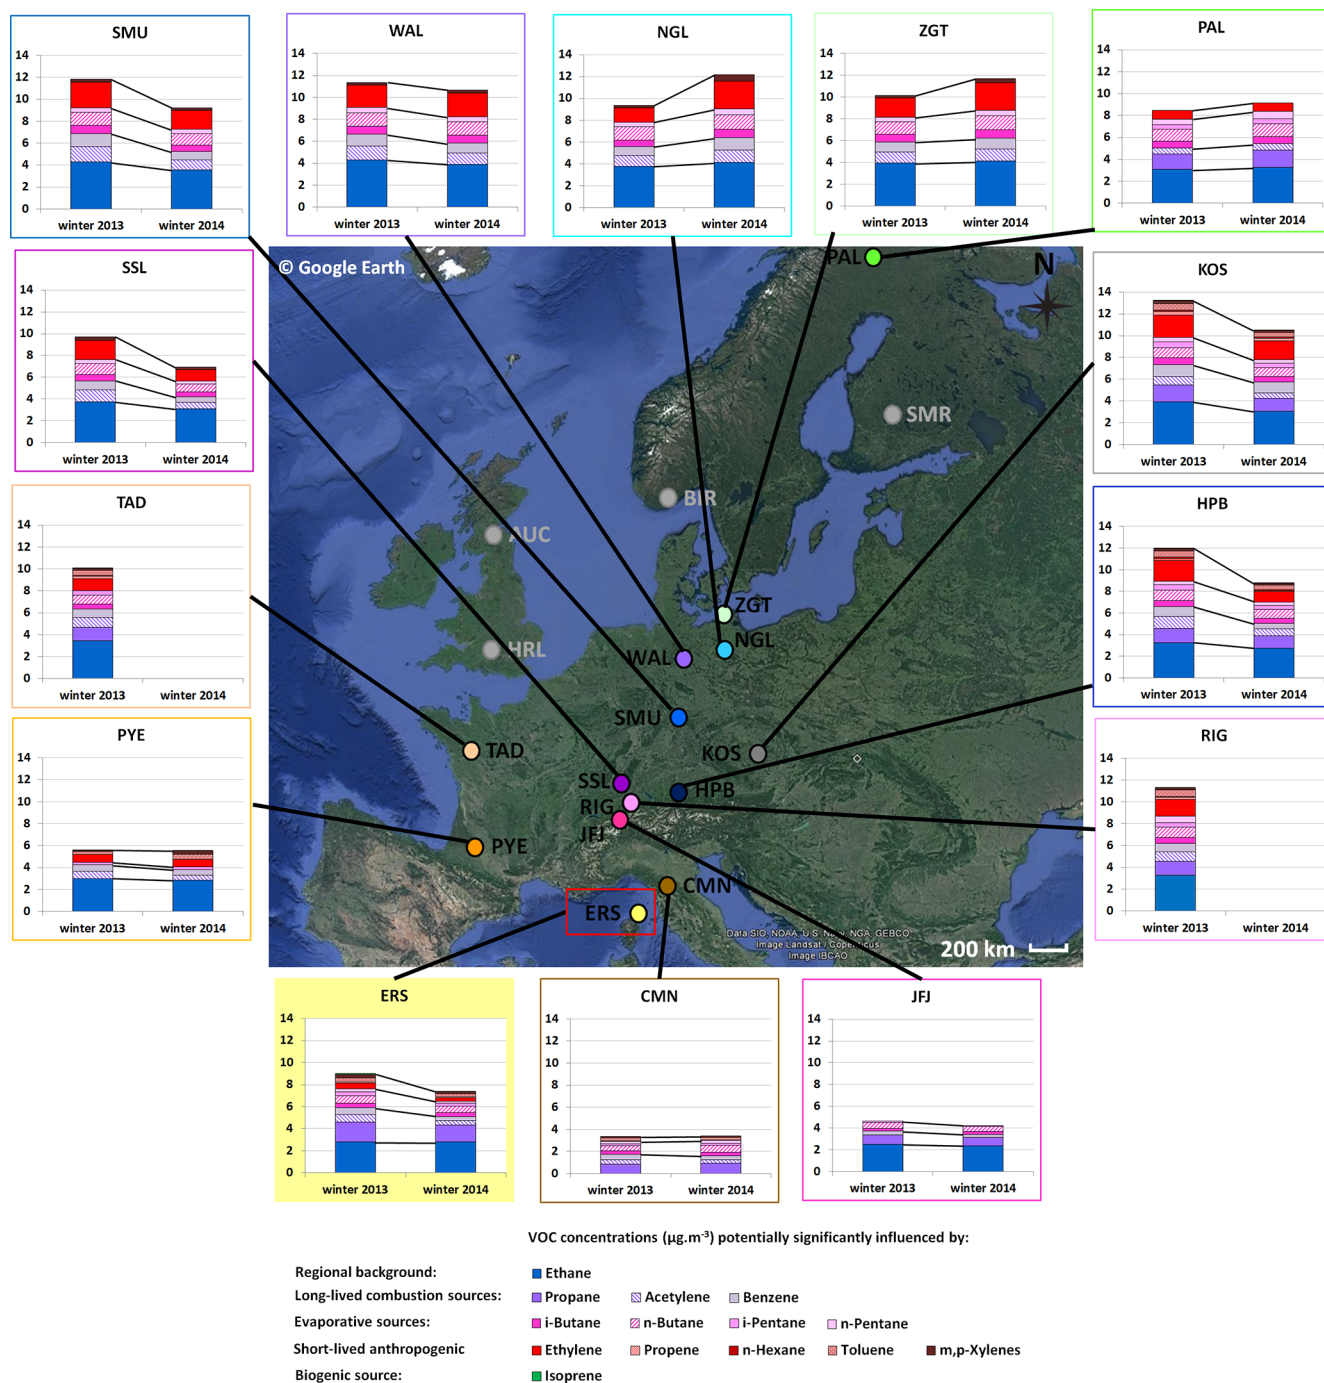 SMU
14
12
10
8
6
4
2
0
winter 2013 winter 2014
WAL
14
12
10
8
6
4
2
0
winter 2013 winter 2014
NGL
14
12
10
8
6
4
2
0
winter 2013 winter 2014
ZGT
14
12
10
8
6
4
2
0
winter 2013 winter 2014
PAL
14
12
10
8
6
4
2
0
winter 2013 winter 2014
SSL
14
12
10
8
6
4
2
0
winter 2013 winter 2014
KOS
14
12
10
8
6
4
2
0
winter 2013 winter 2014
TAD
14
12
10
8
6
4
2
0
winter 2013 winter 2014
HPB
14
12
10
8
6
4
2
0
winter 2013 winter 2014
PYE
14
12
10
8
6
4
2
0
winter 2013 winter 2014
RIG
14
12
10
8
6
4
2
0
winter 2013 winter 2014
© Google Earth
PAL
N
SMR
BIR
AUC
ZGT
HRL
NGL
WAL
SMU
TAD
KOS
SSL
HPB
RIG
JFJ
PYE
CMN
ERS
Data SIO, NOAA, U.S. Navy, NGA, GEBCO
Image Landsat / Copernicus
Image IBCAO
200 km
ERS
14
12
10
8
6
4
2
0
winter 2013 winter 2014
CMN
14
12
10
8
6
4
2
0
winter 2013 winter 2014
JFJ
14
12
10
8
6
4
2
0
winter 2013 winter 2014
VOC concentrations (µg.m⁻³) potentially significantly influenced by:
Regional background: Ethane
Long-lived combustion sources: Propane Acetylene Benzene
Evaporative sources: i-Butane n-Butane i-Pentane n-Pentane
Short-lived anthropogenic Ethylene Propene n-Hexane Toluene m,p-Xylenes
Biogenic source: Isoprene